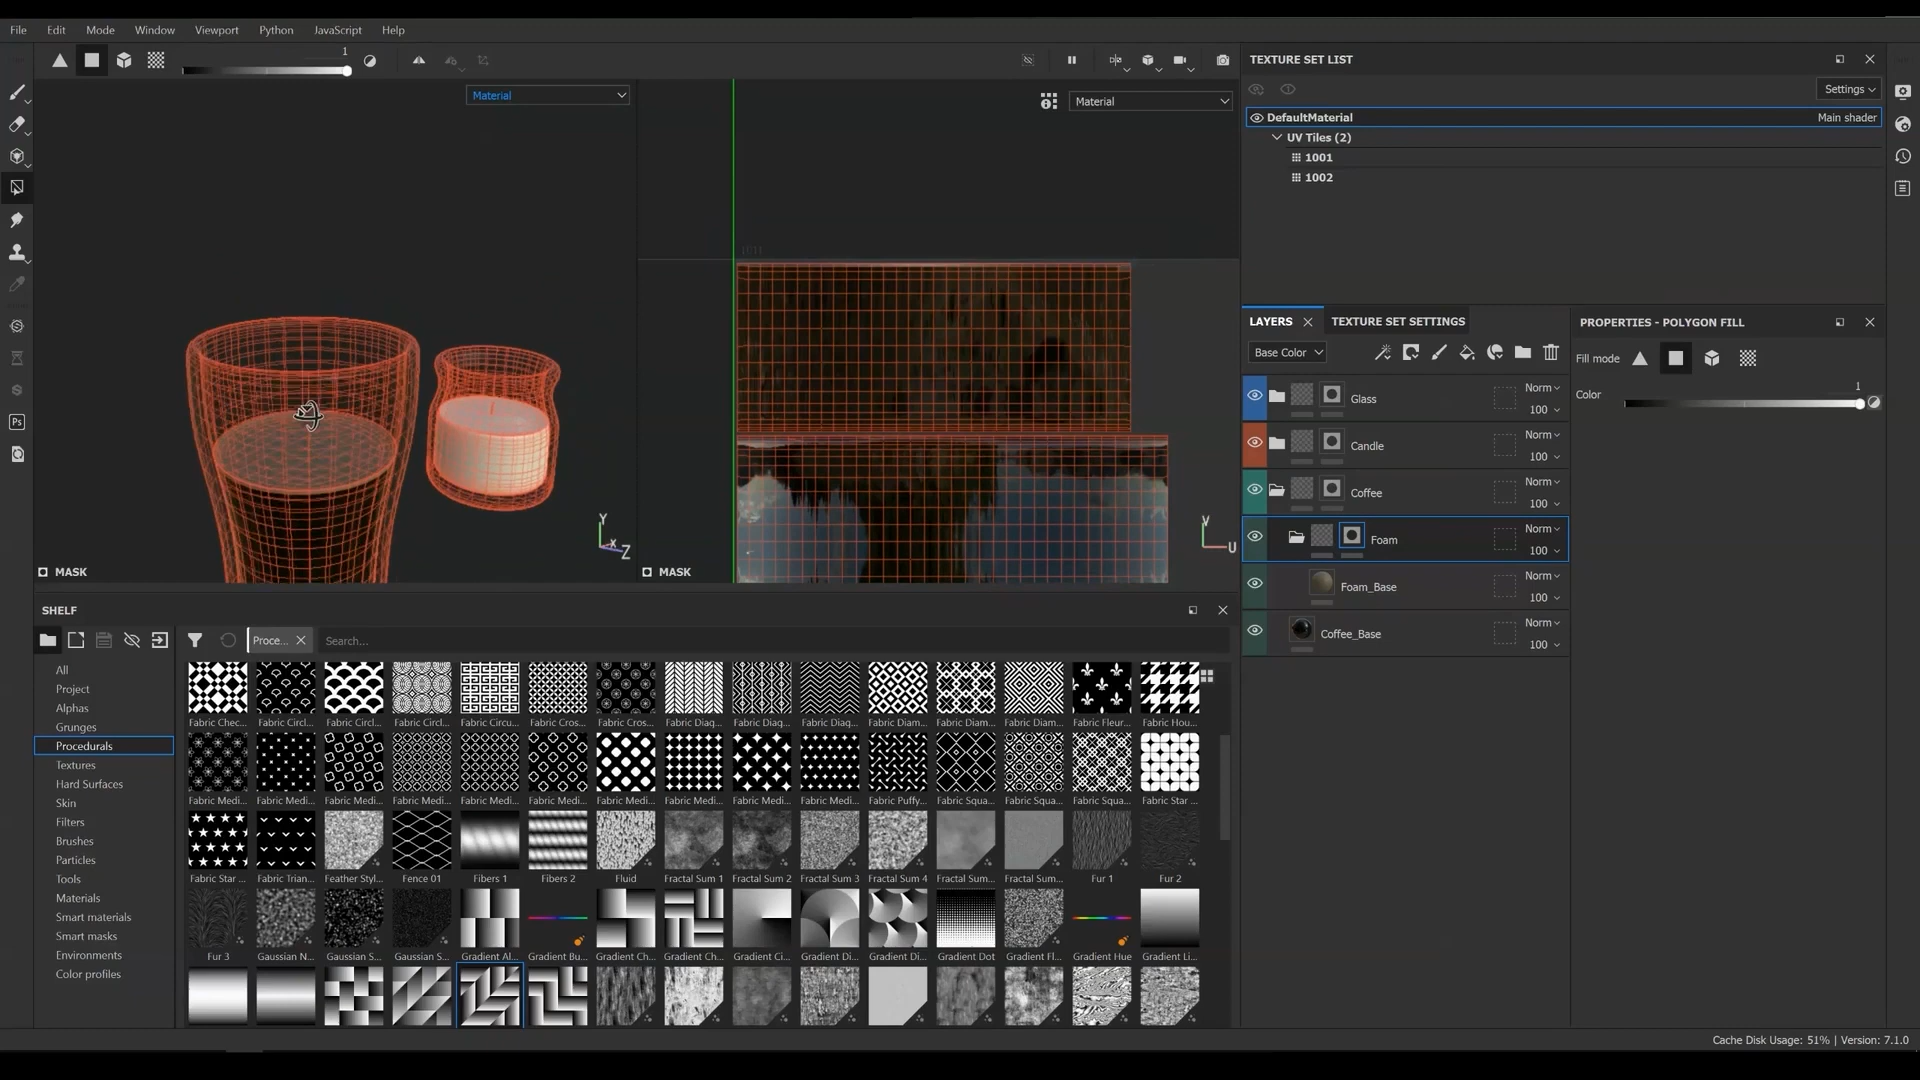 File Edit Mode Window Viewport Python JavaScript Help
1
Material
Material
1011
Y
X
Z
V
U
MASK
MASK
TEXTURE SET LIST
Settings
DefaultMaterial Main shader
UV Tiles (2)
1001
1002
LAYERS TEXTURE SET SETTINGS
Base Color
Glass Norm 100
Candle Norm 100
Coffee Norm 100
Foam Norm 100
Foam_Base Norm 100
Coffee_Base Norm 100
PROPERTIES - POLYGON FILL
Fill mode
1
Color
Ps
SHELF
Proce... Search...
All
Project
Alphas
Grunges
Procedurals
Textures
Hard Surfaces
Skin
Filters
Brushes
Particles
Tools
Materials
Smart materials
Smart masks
Environments
Color profiles
Fabric Chec... Fabric Circl... Fabric Circl... Fabric Circl... Fabric Circu... Fabric Cros... Fabric Cros... Fabric Diag... Fabric Diag... Fabric Diag... Fabric Diam... Fabric Diam... Fabric Diam... Fabric Fleur... Fabric Hou...
Fabric Medi... Fabric Medi... Fabric Medi... Fabric Medi... Fabric Medi... Fabric Medi... Fabric Medi... Fabric Medi... Fabric Medi... Fabric Medi... Fabric Puffy... Fabric Squa... Fabric Squa... Fabric Squa... Fabric Star ...
Fabric Star ... Fabric Trian... Feather Styl... Fence 01 Fibers 1 Fibers 2 Fluid Fractal Sum 1 Fractal Sum 2 Fractal Sum 3 Fractal Sum 4 Fractal Sum... Fractal Sum... Fur 1 Fur 2
Fur 3 Gaussian N... Gaussian S... Gaussian S... Gradient Al... Gradient Bu... Gradient Ch... Gradient Ch... Gradient Ci... Gradient Di... Gradient Di... Gradient Dot Gradient Fl... Gradient Hue Gradient Li...
Cache Disk Usage: 51% | Version: 7.1.0